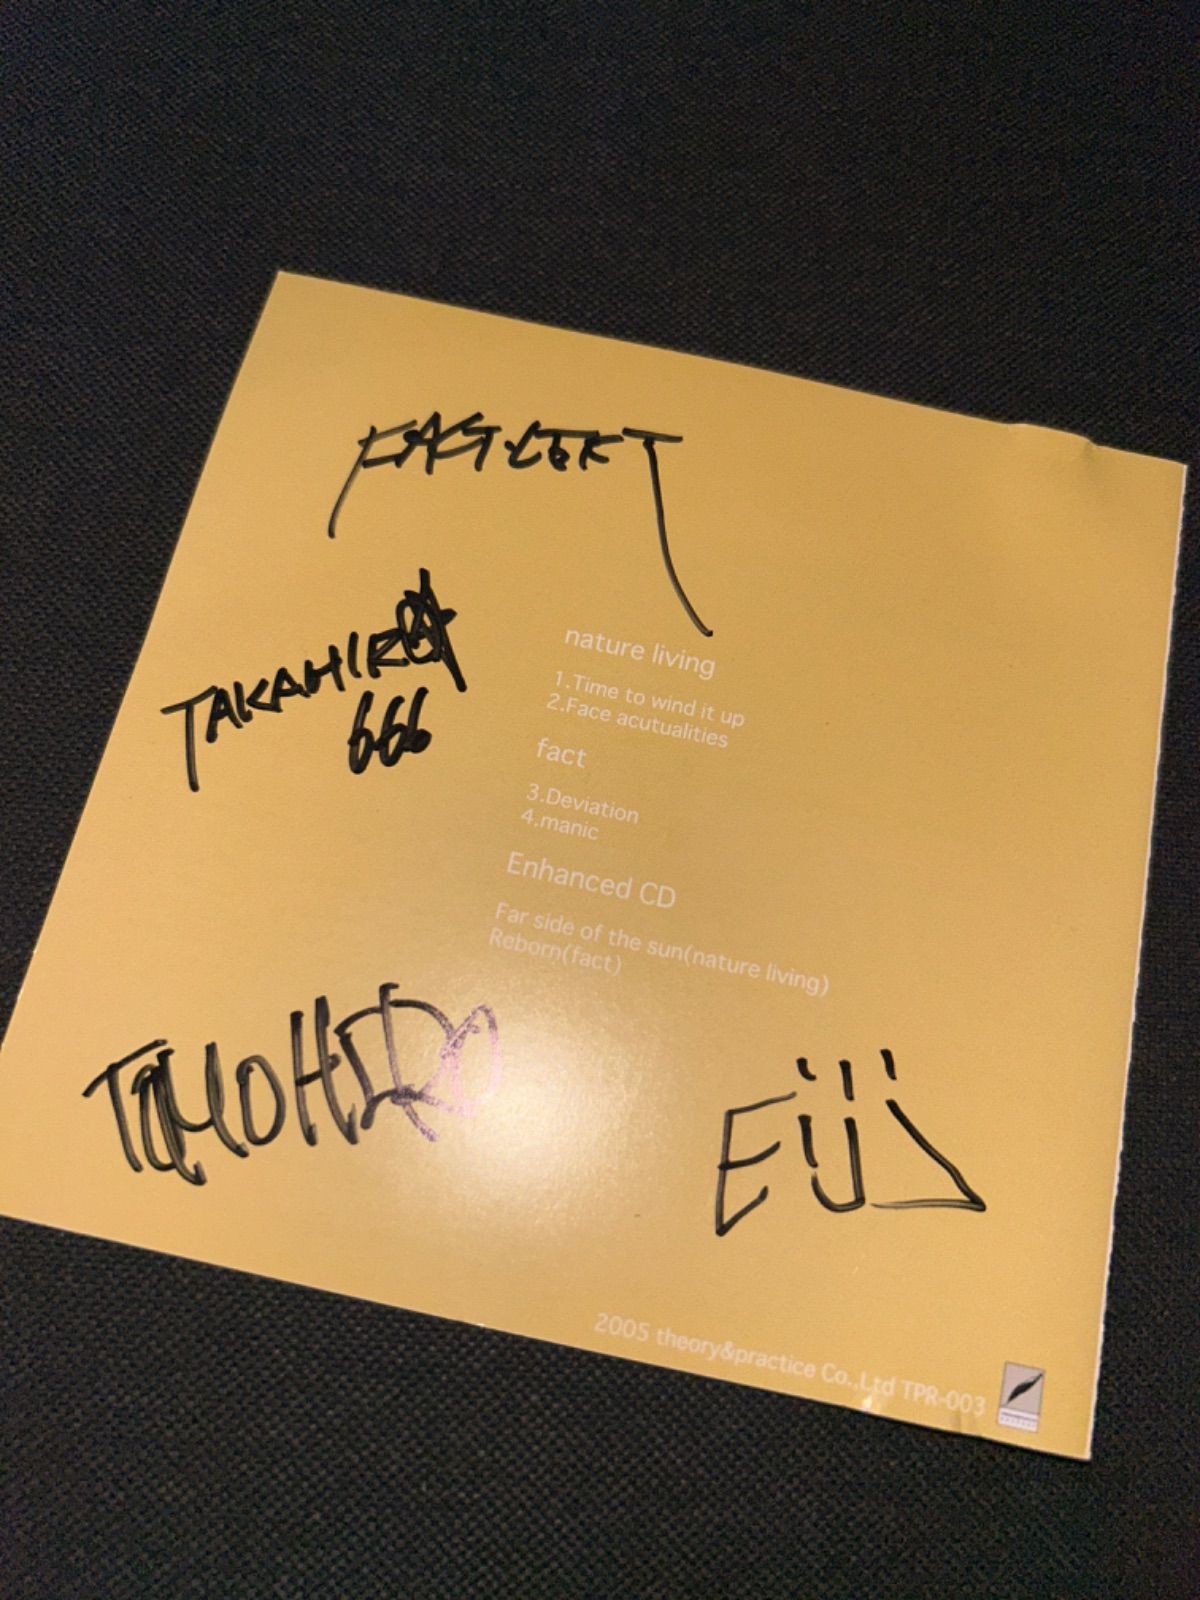 TAKAHIRO
666
nature living
1.Time to wind it up
2.Face acutualities
fact
3.Deviation
4.manic
Enhanced CD
Far side of the sun(nature living)
Reborn(fact)
TOMOHIRO
Eiji
2005 theory&practice Co.,Ltd TPR-003